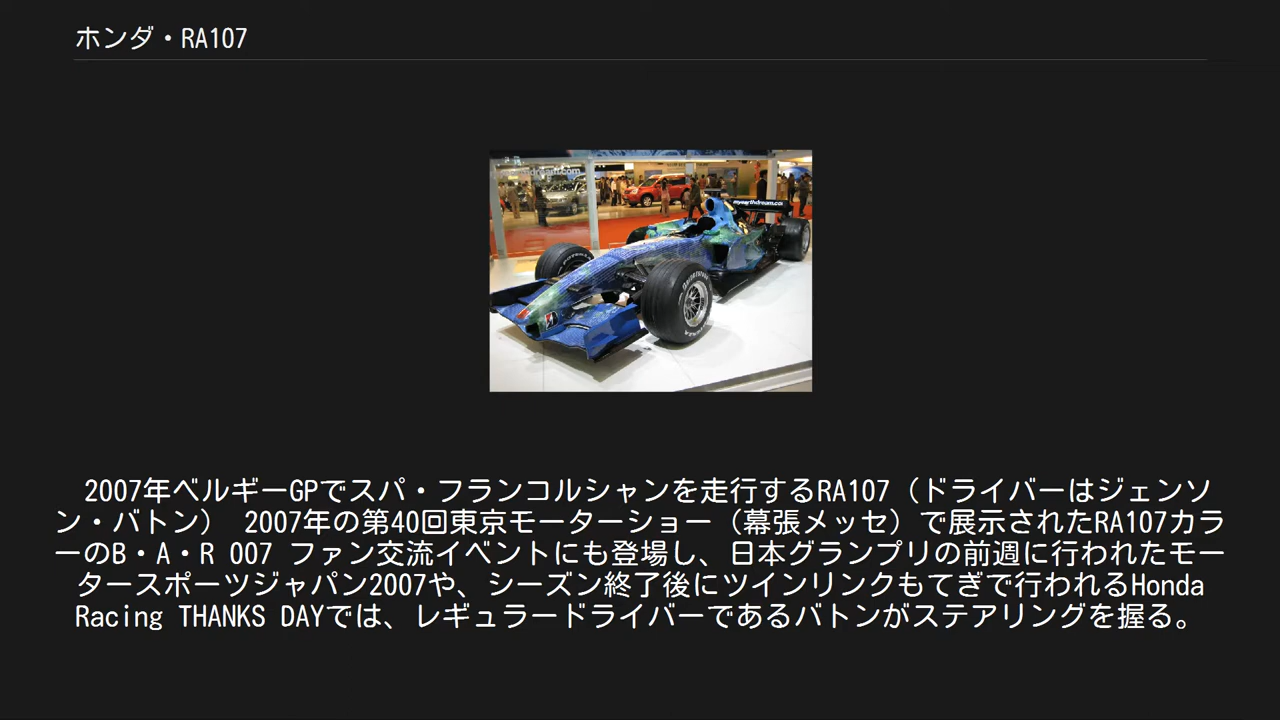 ホンダ・RA107
myearthdream.co
2007年ベルギーGPでスパ・フランコルシャンを走行するRA107（ドライバーはジェンソ
ン・バトン） 2007年の第40回東京モーターショー（幕張メッセ）で展示されたRA107カラ
ーのB・A・R 007 ファン交流イベントにも登場し、日本グランプリの前週に行われたモー
タースポーツジャパン2007や、シーズン終了後にツインリンクもてぎで行われるHonda
Racing THANKS DAYでは、レギュラードライバーであるバトンがステアリングを握る。